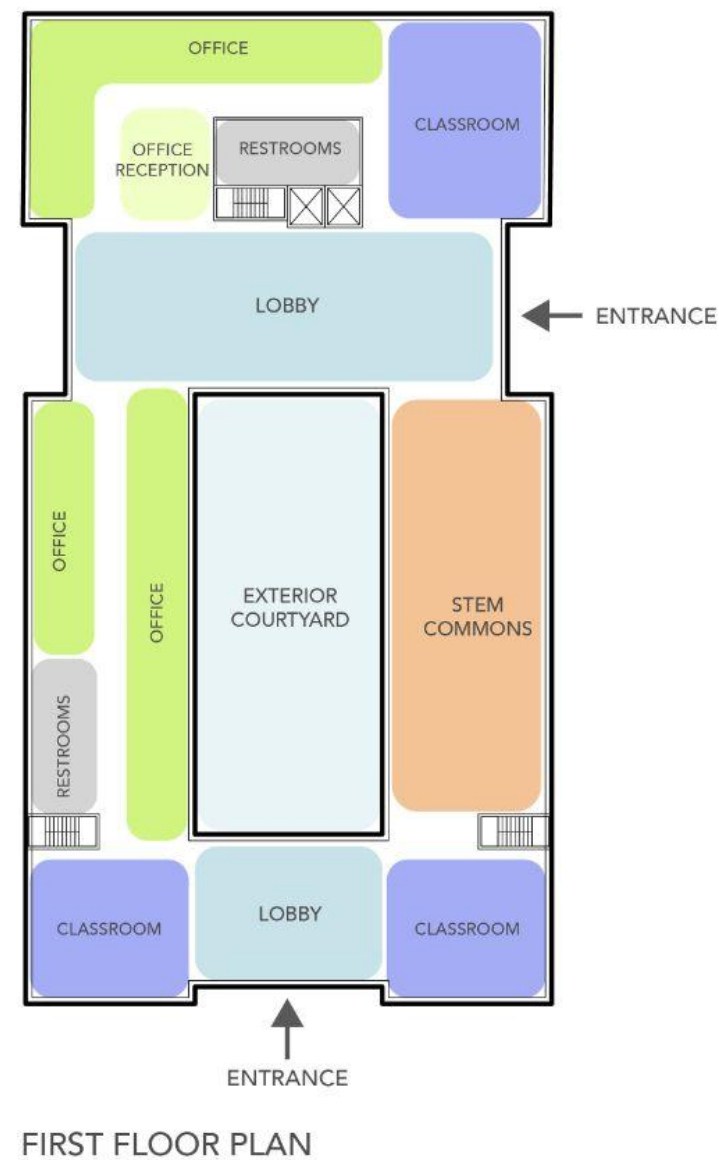 OFFICE
CLASSROOM
OFFICE
RECEPTION
RESTROOMS
LOBBY
ENTRANCE
OFFICE
OFFICE
EXTERIOR
COURTYARD
STEM
COMMONS
RESTROOMS
CLASSROOM
LOBBY
CLASSROOM
ENTRANCE
FIRST FLOOR PLAN